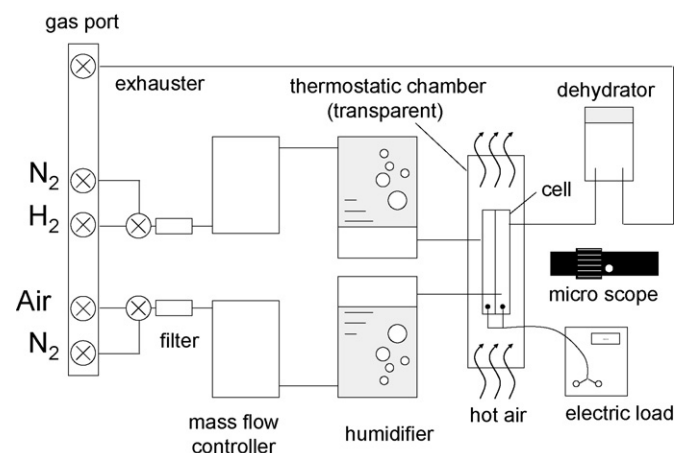 gas port
exhauster
thermostatic chamber
(transparent)
dehydrator
N2
H2
cell
Air
N2
filter
micro scope
mass flow
controller
humidifier
hot air
electric load